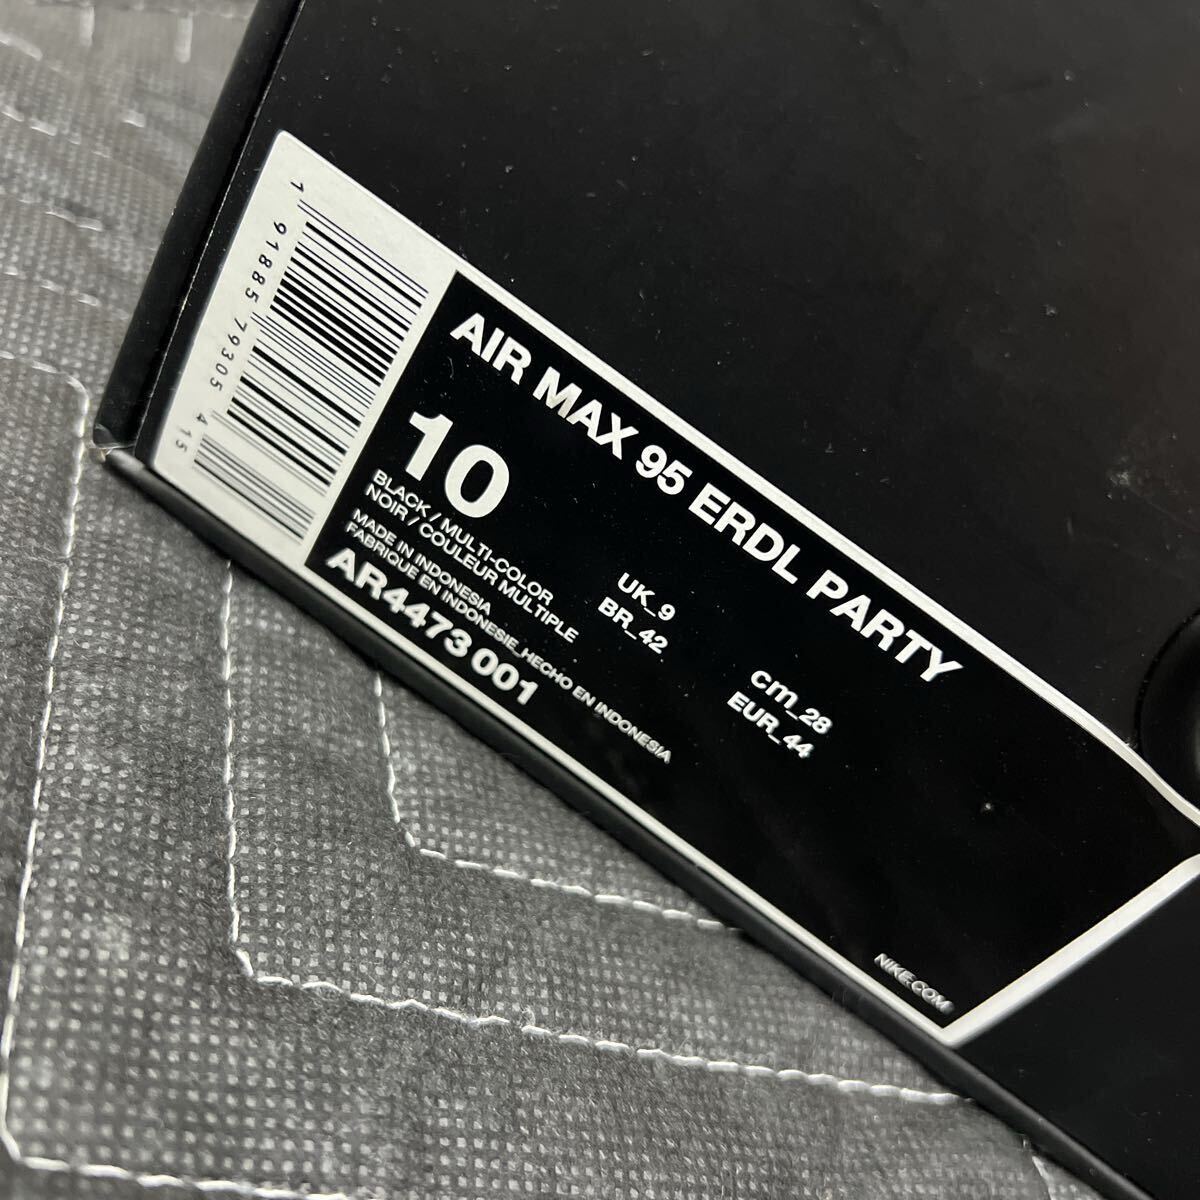 1 91885 79305 4 15
AIR MAX 95 ERDL PARTY
10
UK_9
cm_28
BR_42
EUR_44
BLACK/MULTI-COLOR
NOIR/COULEUR MULTIPLE
MADE IN INDONESIA
FABRIQUE EN INDONESIE_HECHO EN INDONESIA
AR4473 001
NIKE.COM